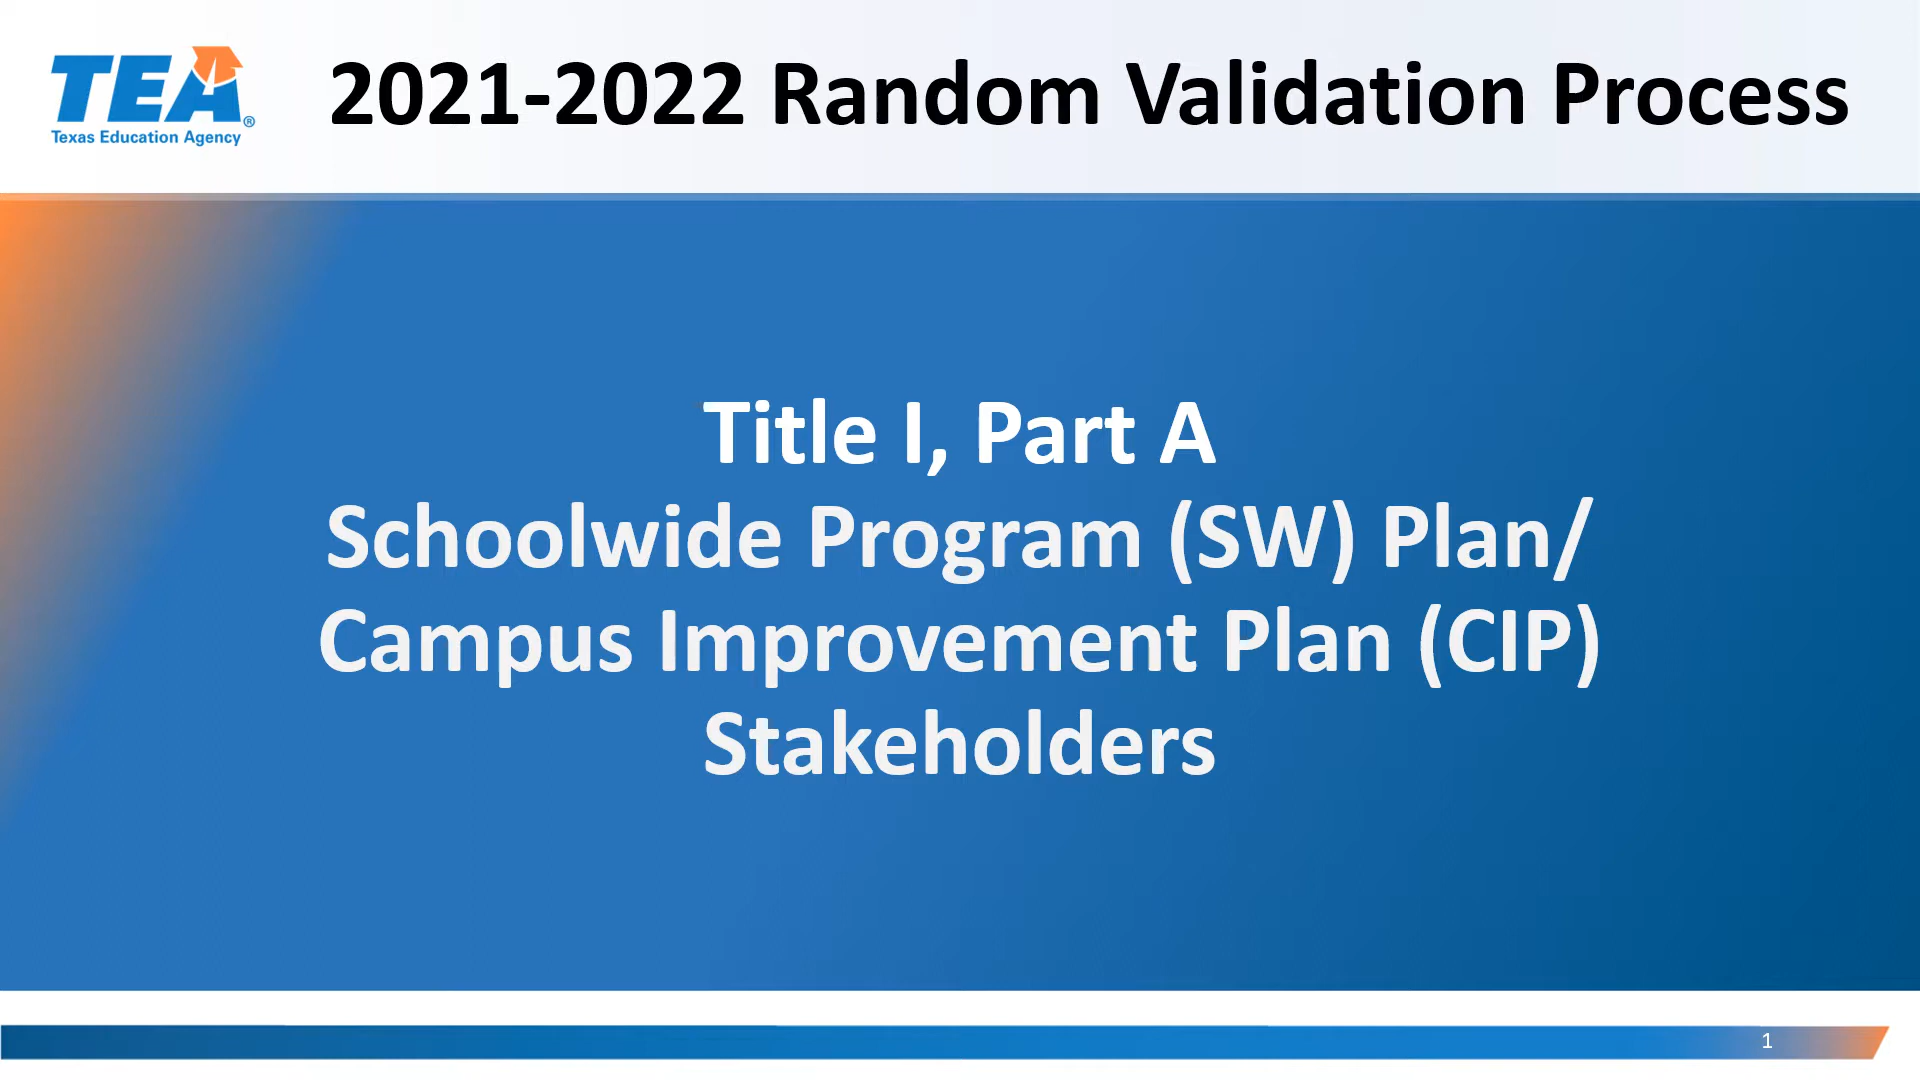 TEA®
Texas Education Agency
2021-2022 Random Validation Process
Title I, Part A
Schoolwide Program (SW) Plan/
Campus Improvement Plan (CIP)
Stakeholders
1